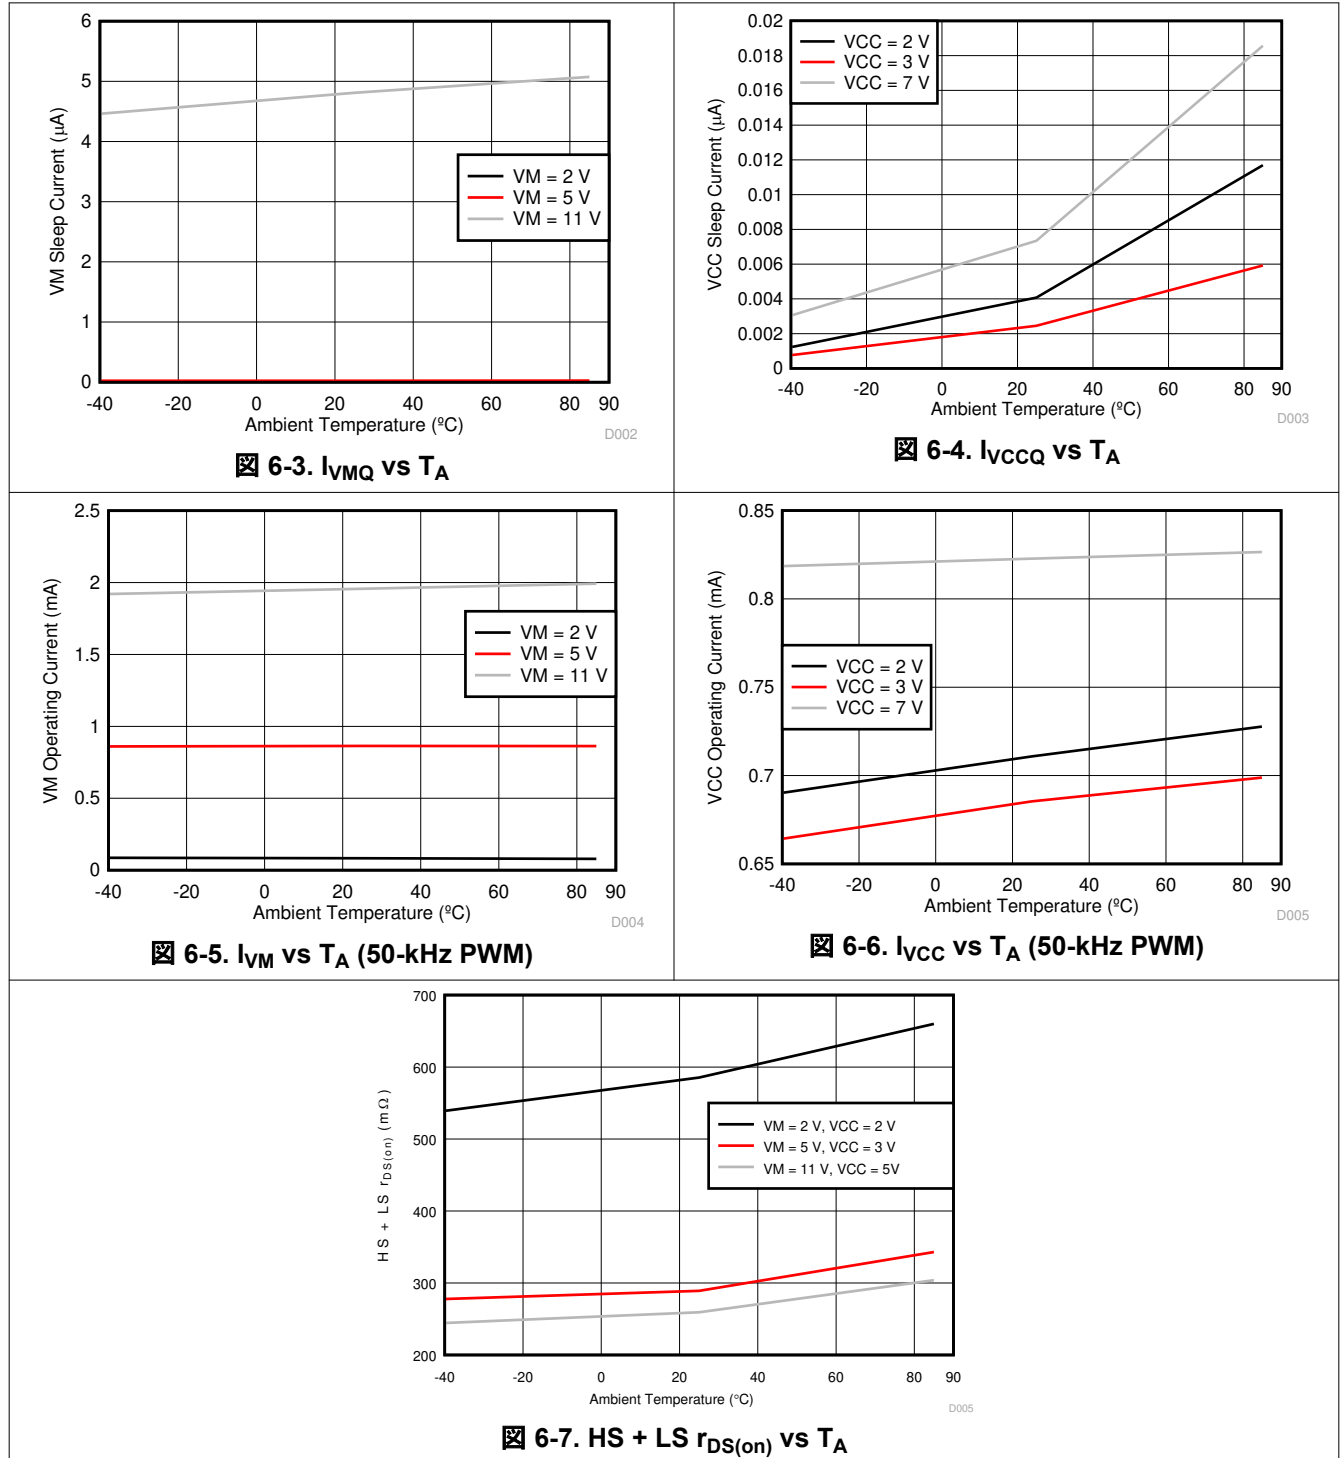 6
5
4
3
2
1
0
VM Sleep Current (μA)
VM = 2 V
VM = 5 V
VM = 11 V
-40 -20 0 20 40 60 80 90
Ambient Temperature (ºC)
D002
図 6-3. IVMQ vs TA
0.02
0.018
0.016
0.014
0.012
0.01
0.008
0.006
0.004
0.002
0
VCC Sleep Current (μA)
VCC = 2 V
VCC = 3 V
VCC = 7 V
-40 -20 0 20 40 60 80 90
Ambient Temperature (ºC)
D003
図 6-4. IVCCQ vs TA
2.5
2
1.5
1
0.5
0
VM Operating Current (mA)
VM = 2 V
VM = 5 V
VM = 11 V
-40 -20 0 20 40 60 80 90
Ambient Temperature (ºC)
D004
図 6-5. IVM vs TA (50-kHz PWM)
0.85
0.8
0.75
0.7
0.65
VCC Operating Current (mA)
VCC = 2 V
VCC = 3 V
VCC = 7 V
-40 -20 0 20 40 60 80 90
Ambient Temperature (ºC)
D005
図 6-6. IVCC vs TA (50-kHz PWM)
700
600
500
400
300
200
HS + LS rDS(on) (mΩ)
VM = 2 V, VCC = 2 V
VM = 5 V, VCC = 3 V
VM = 11 V, VCC = 5V
-40 -20 0 20 40 60 80 90
Ambient Temperature (°C)
D005
図 6-7. HS + LS rDS(on) vs TA